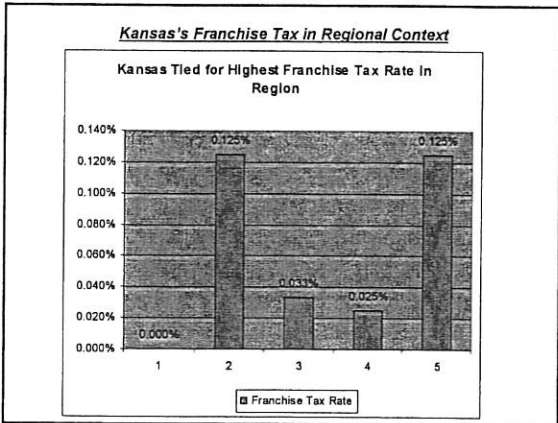 Kansas's Franchise Tax in Regional Context
Kansas Tied for Highest Franchise Tax Rate in
Region
0.140%
0.120%
0.100%
0.080%
0.060%
0.040%
0.020%
0.000%
0.000%
0.125%
0.033%
0.025%
0.125%
1 2 3 4 5
Franchise Tax Rate